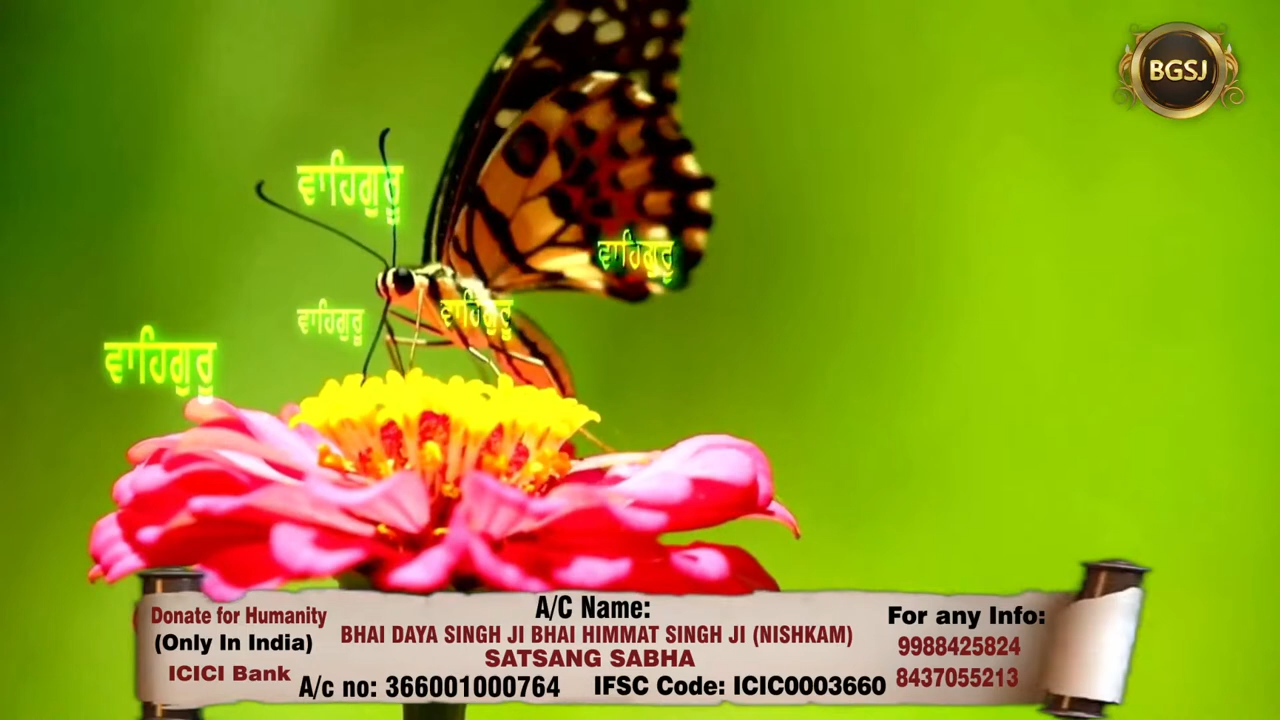 BGSJ
ਵਾਹਿਗੁਰੂ
ਵਾਹਿਗੁਰੂ
ਵਾਹਿਗੁਰੂ
ਵਾਹਿਗੁਰੂ
ਵਾਹਿਗੁਰੂ
Donate for Humanity
(Only In India)
ICICI Bank
A/C Name:
BHAI DAYA SINGH JI BHAI HIMMAT SINGH JI (NISHKAM)
SATSANG SABHA
A/c no: 366001000764 IFSC Code: ICIC0003660
For any Info:
9988425824
8437055213